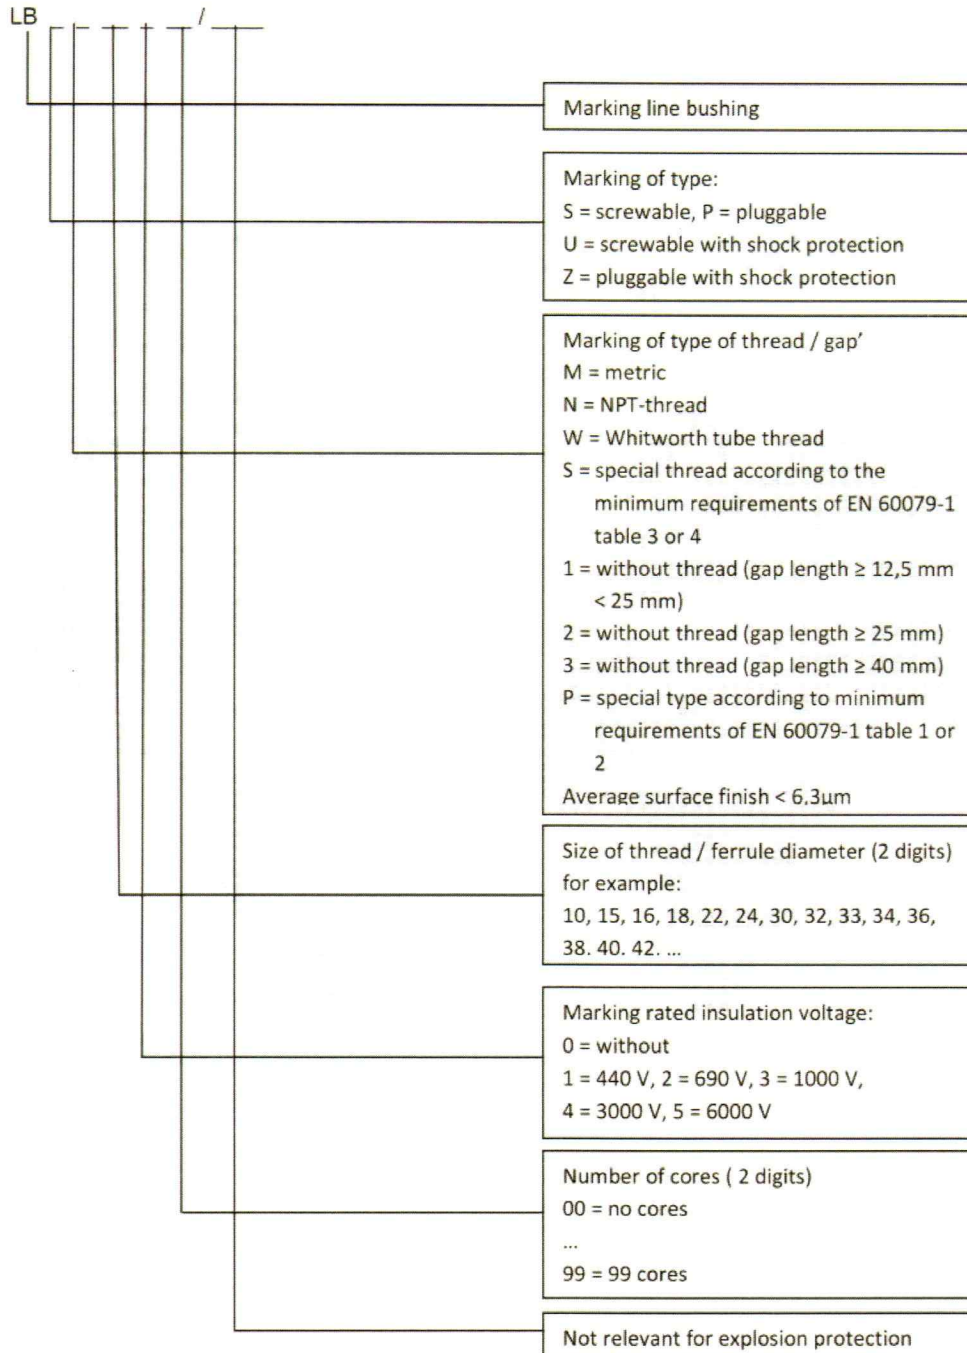 LB _ _ _ _ _ / _
Marking line bushing
Marking of type:
S = screwable, P = pluggable
U = screwable with shock protection
Z = pluggable with shock protection
Marking of type of thread / gap’
M = metric
N = NPT-thread
W = Whitworth tube thread
S = special thread according to the
minimum requirements of EN 60079-1
table 3 or 4
1 = without thread (gap length ≥ 12,5 mm
< 25 mm)
2 = without thread (gap length ≥ 25 mm)
3 = without thread (gap length ≥ 40 mm)
P = special type according to minimum
requirements of EN 60079-1 table 1 or
2
Average surface finish < 6,3µm
Size of thread / ferrule diameter (2 digits)
for example:
10, 15, 16, 18, 22, 24, 30, 32, 33, 34, 36,
38. 40. 42. ...
Marking rated insulation voltage:
0 = without
1 = 440 V, 2 = 690 V, 3 = 1000 V,
4 = 3000 V, 5 = 6000 V
Number of cores ( 2 digits)
00 = no cores
...
99 = 99 cores
Not relevant for explosion protection